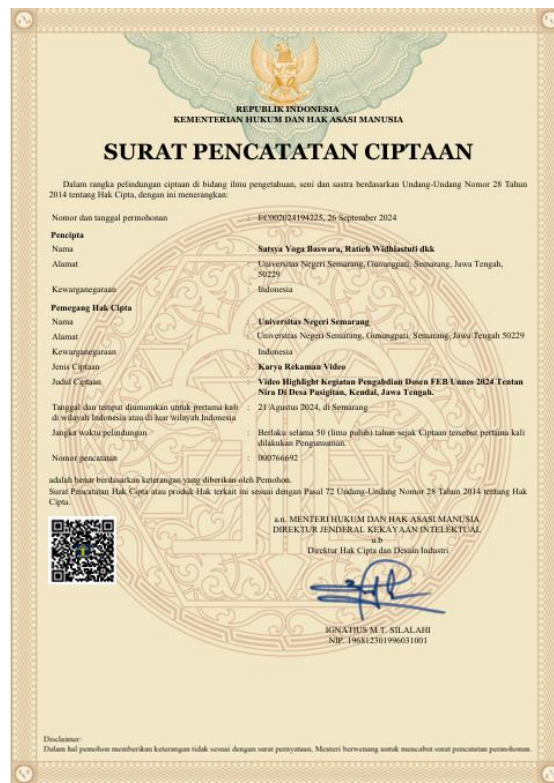 REPUBLIK INDONESIA
KEMENTERIAN HUKUM DAN HAK ASASI MANUSIA
SURAT PENCATATAN CIPTAAN
Dalam rangka pelindungan ciptaan di bidang ilmu pengetahuan, seni dan sastra berdasarkan Undang-Undang Nomor 28 Tahun
2014 tentang Hak Cipta, dengan ini menerangkan:
Nomor dan tanggal permohonan : EC002024194225, 26 September 2024
Pencipta
Nama : Satsya Yoga Baswara, Ratieh Widhiastuti dkk
Alamat : Universitas Negeri Semarang, Gunungpati, Semarang, Jawa Tengah,
50229
Kewarganegaraan : Indonesia
Pemegang Hak Cipta
Nama : Universitas Negeri Semarang
Alamat : Universitas Negeri Semarang, Gunungpati, Semarang, Jawa Tengah 50229
Kewarganegaraan : Indonesia
Jenis Ciptaan : Karya Rekaman Video
Judul Ciptaan : Video Highlight Kegiatan Pengabdian Dosen FEB Unnes 2024 Tentan
Nira Di Desa Pasigitan, Kendal, Jawa Tengah.
Tanggal dan tempat diumumkan untuk pertama kali : 21 Agustus 2024, di Semarang
di wilayah Indonesia atau di luar wilayah Indonesia
Jangka waktu pelindungan : Berlaku selama 50 (lima puluh) tahun sejak Ciptaan tersebut pertama kali
dilakukan Pengumuman.
Nomor pencatatan : 000766692
adalah benar berdasarkan keterangan yang diberikan oleh Pemohon.
Surat Pencatatan Hak Cipta atau produk Hak terkait ini sesuai dengan Pasal 72 Undang-Undang Nomor 28 Tahun 2014 tentang Hak
Cipta.
a.n. MENTERI HUKUM DAN HAK ASASI MANUSIA
DIREKTUR JENDERAL KEKAYAAN INTELEKTUAL
u.b
Direktur Hak Cipta dan Desain Industri
IGNATIUS M.T. SILALAHI
NIP. 196812301996031001
Disclaimer:
Dalam hal pemohon memberikan keterangan tidak sesuai dengan surat pernyataan, Menteri berwenang untuk mencabut surat pencatatan permohonan.